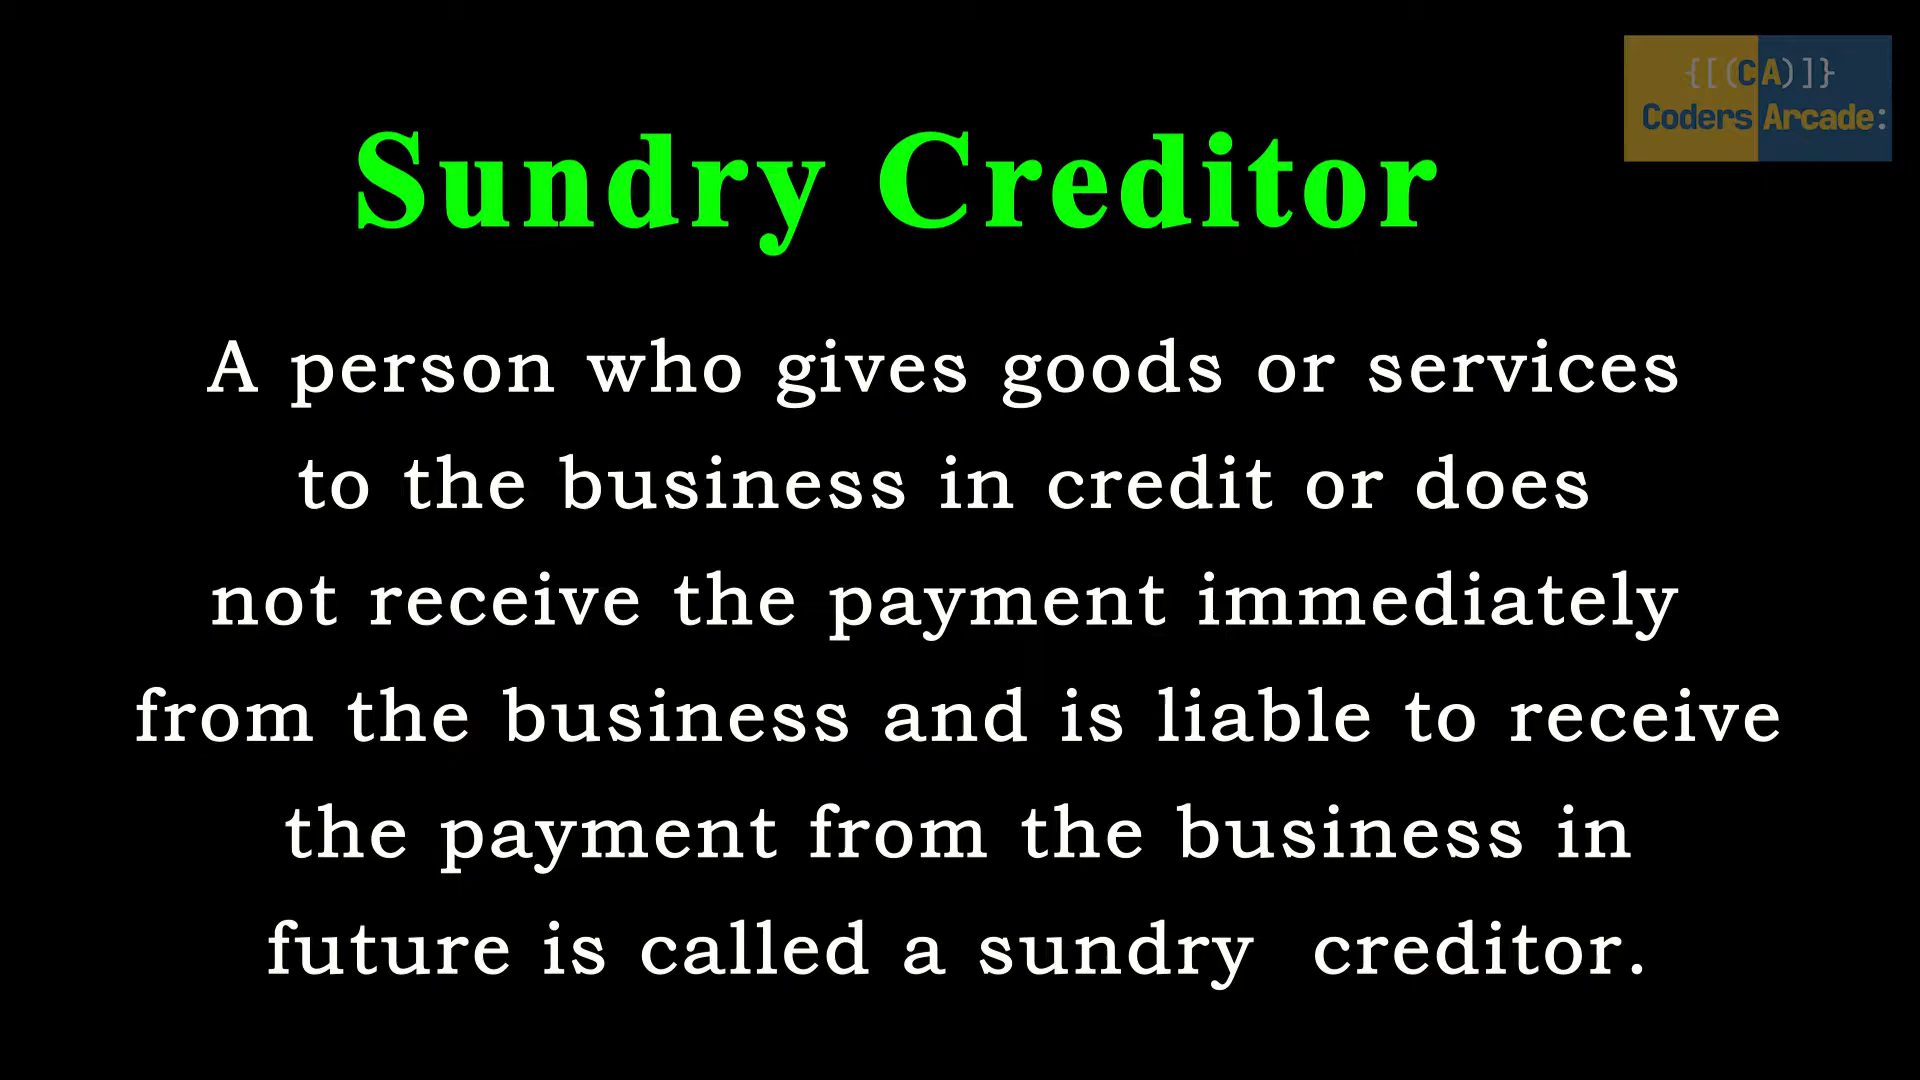 {[(CA)]}
Coders Arcade:
Sundry Creditor
A person who gives goods or services
to the business in credit or does
not receive the payment immediately
from the business and is liable to receive
the payment from the business in
future is called a sundry creditor.